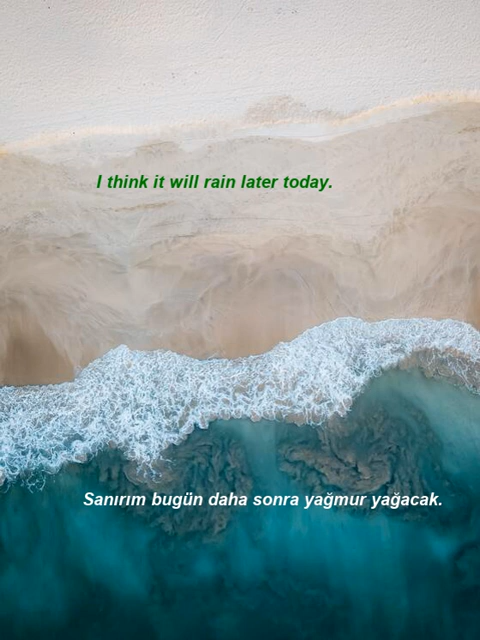 I think it will rain later today.
Sanırım bugün daha sonra yağmur yağacak.